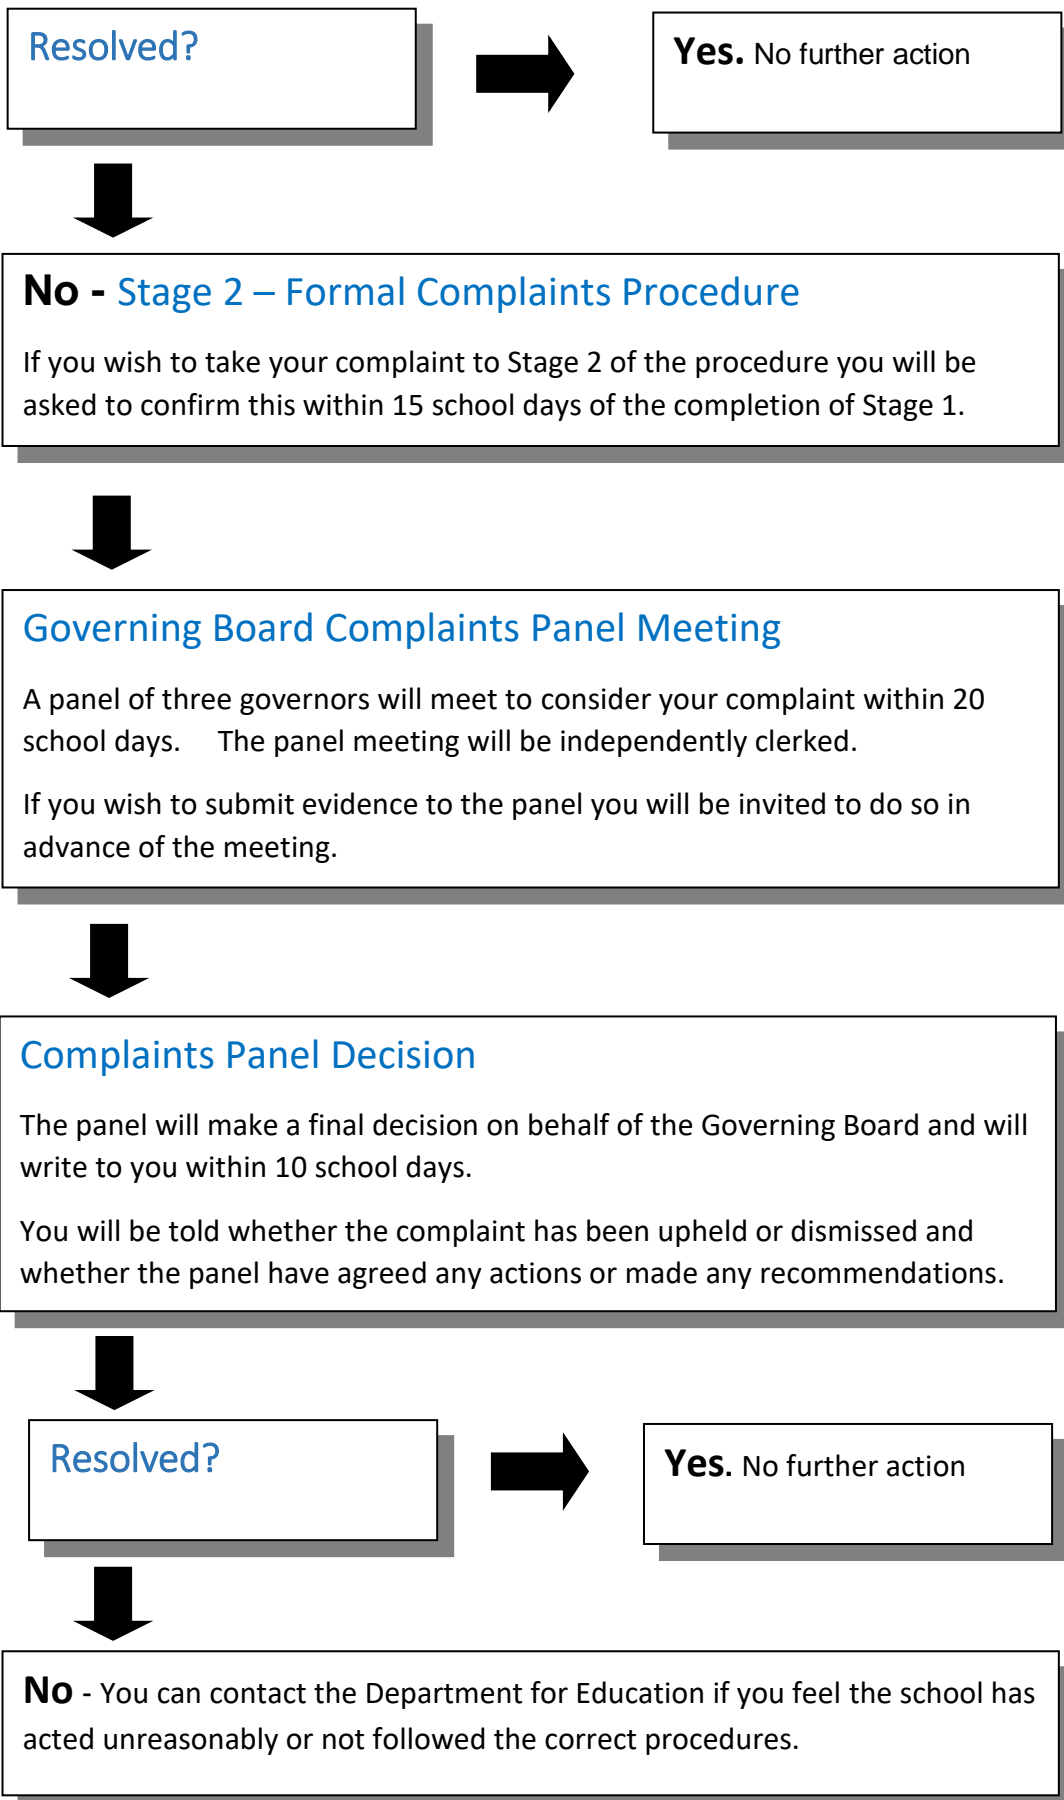 Resolved?
Yes. No further action
No - Stage 2 – Formal Complaints Procedure
If you wish to take your complaint to Stage 2 of the procedure you will be
asked to confirm this within 15 school days of the completion of Stage 1.
Governing Board Complaints Panel Meeting
A panel of three governors will meet to consider your complaint within 20
school days.    The panel meeting will be independently clerked.
If you wish to submit evidence to the panel you will be invited to do so in
advance of the meeting.
Complaints Panel Decision
The panel will make a final decision on behalf of the Governing Board and will
write to you within 10 school days.
You will be told whether the complaint has been upheld or dismissed and
whether the panel have agreed any actions or made any recommendations.
Resolved?
Yes. No further action
No - You can contact the Department for Education if you feel the school has
acted unreasonably or not followed the correct procedures.